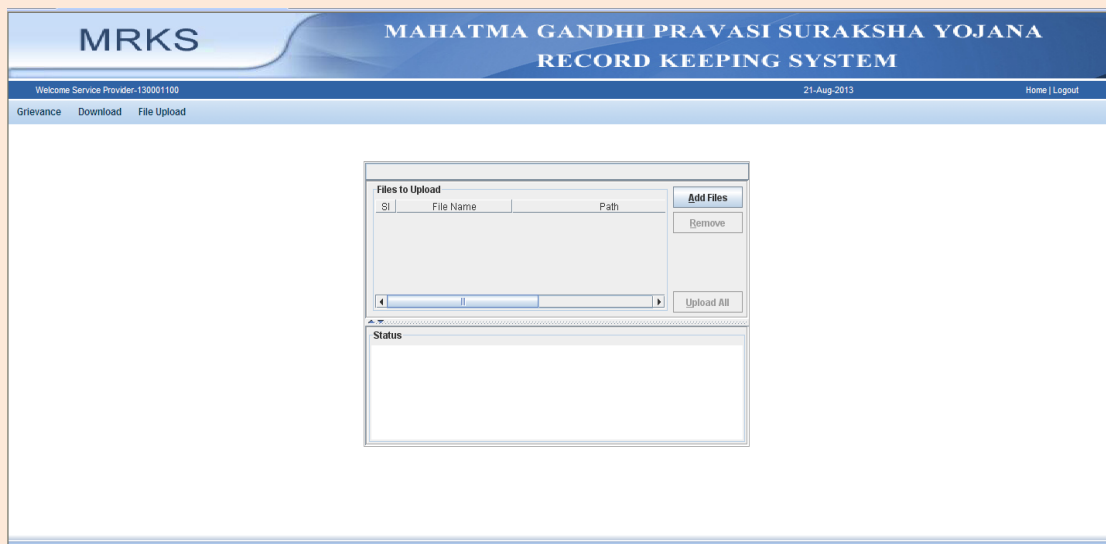 MRKS
MAHATMA GANDHI PRAVASI SURAKSHA YOJANA
RECORD KEEPING SYSTEM
Welcome Service Provider-130001100 21-Aug-2013 Home | Logout
Grievance Download File Upload
Files to Upload
Sl File Name Path
Add Files
Remove
Upload All
Status